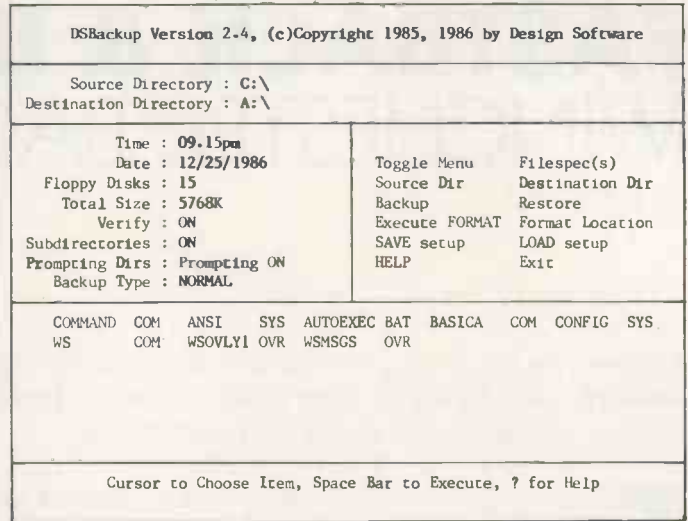 DSBackup Version 2.4, (c)Copyright 1985, 1986 by Design Software
Source Directory : C:\
Destination Directory : A:\
Time : 09.15pm
Date : 12/25/1986
Floppy Disks : 15
Total Size : 5768K
Verify : ON
Subdirectories : ON
Prompting Dirs : Prompting ON
Backup Type : NORMAL
Toggle Menu Filespec(s)
Source Dir Destination Dir
Backup Restore
Execute FORMAT Format Location
SAVE setup LOAD setup
HELP Exit
COMMAND COM ANSI SYS AUTOEXEC BAT BASICA COM CONFIG SYS
WS COM WSOVLY1 OVR WSMSGS OVR
Cursor to Choose Item, Space Bar to Execute, ? for Help